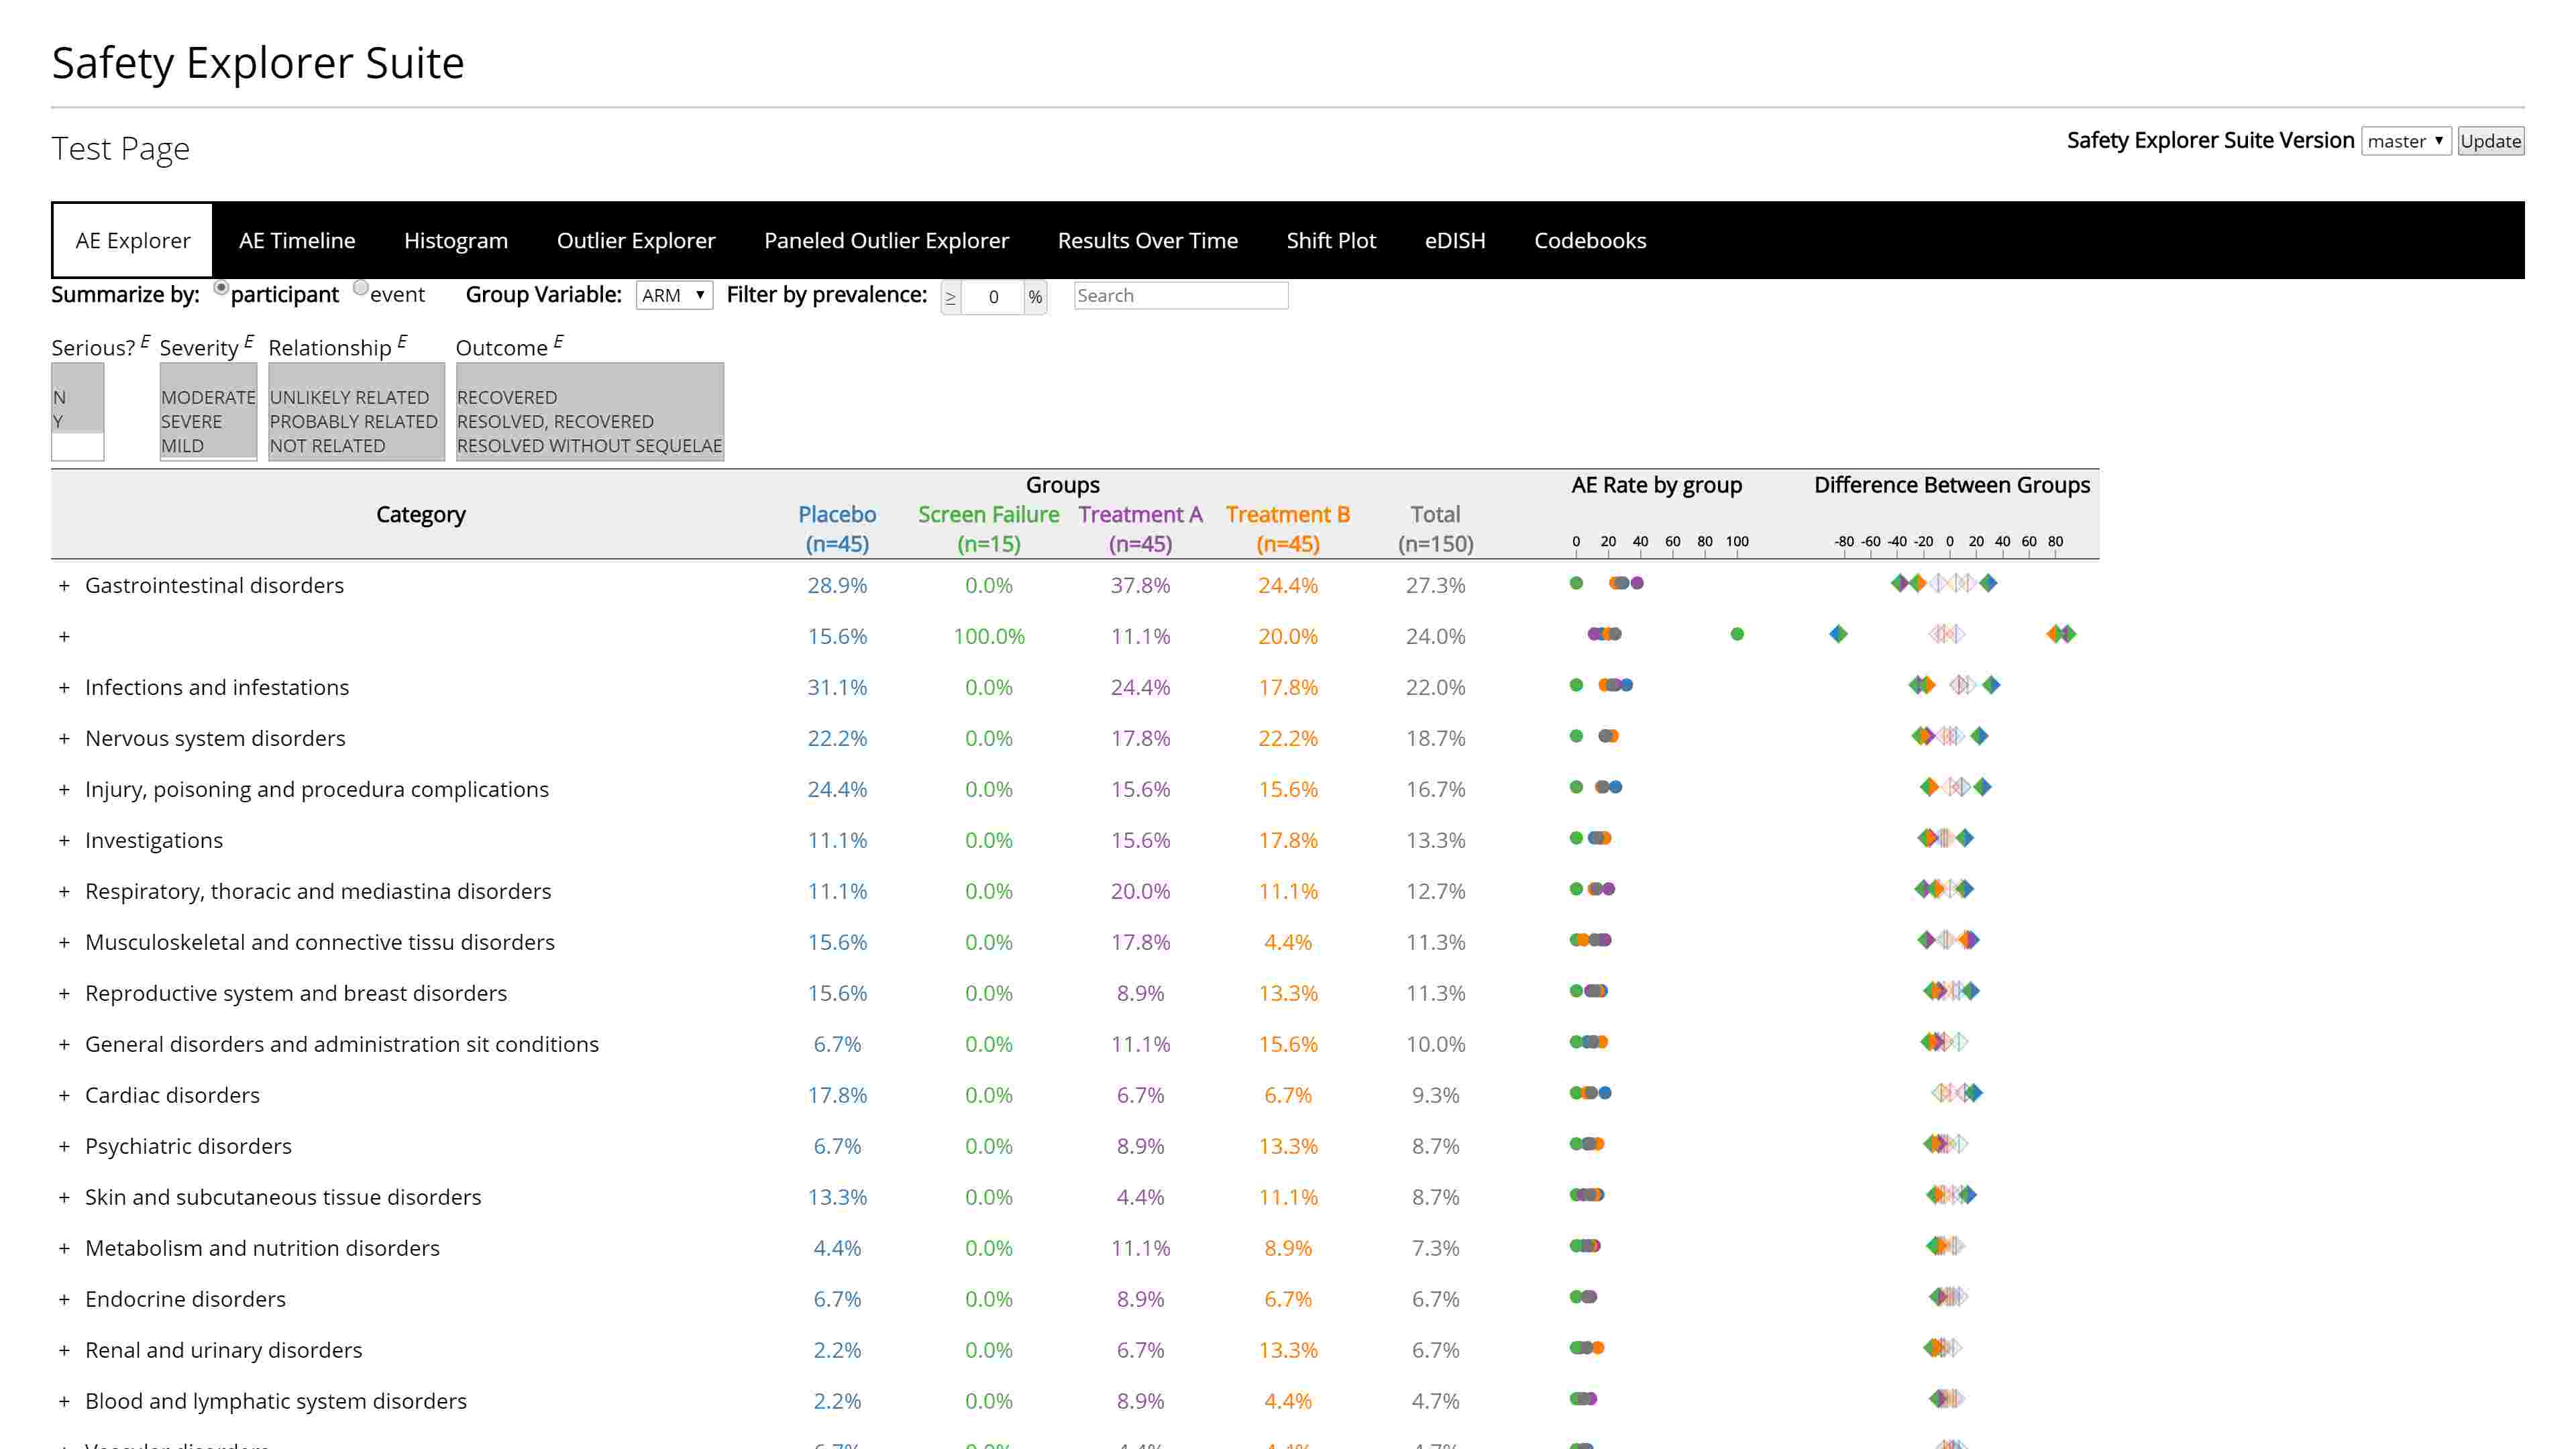 Safety Explorer Suite
Test Page
Safety Explorer Suite Version master ▼ Update
AE Explorer AE Timeline Histogram Outlier Explorer Paneled Outlier Explorer Results Over Time Shift Plot eDISH Codebooks
Summarize by: participant event Group Variable: ARM ▼ Filter by prevalence: ≥ 0 % Search
Serious? E Severity E Relationship E Outcome E
N MODERATE UNLIKELY RELATED RECOVERED
Y SEVERE PROBABLY RELATED RESOLVED, RECOVERED
MILD NOT RELATED RESOLVED WITHOUT SEQUELAE
Groups AE Rate by group Difference Between Groups
Category Placebo Screen Failure Treatment A Treatment B Total
(n=45) (n=15) (n=45) (n=45) (n=150) 0 20 40 60 80 100 -80 -60 -40 -20 0 20 40 60 80
+ Gastrointestinal disorders 28.9% 0.0% 37.8% 24.4% 27.3%
+ 15.6% 100.0% 11.1% 20.0% 24.0%
+ Infections and infestations 31.1% 0.0% 24.4% 17.8% 22.0%
+ Nervous system disorders 22.2% 0.0% 17.8% 22.2% 18.7%
+ Injury, poisoning and procedura complications 24.4% 0.0% 15.6% 15.6% 16.7%
+ Investigations 11.1% 0.0% 15.6% 17.8% 13.3%
+ Respiratory, thoracic and mediastina disorders 11.1% 0.0% 20.0% 11.1% 12.7%
+ Musculoskeletal and connective tissu disorders 15.6% 0.0% 17.8% 4.4% 11.3%
+ Reproductive system and breast disorders 15.6% 0.0% 8.9% 13.3% 11.3%
+ General disorders and administration sit conditions 6.7% 0.0% 11.1% 15.6% 10.0%
+ Cardiac disorders 17.8% 0.0% 6.7% 6.7% 9.3%
+ Psychiatric disorders 6.7% 0.0% 8.9% 13.3% 8.7%
+ Skin and subcutaneous tissue disorders 13.3% 0.0% 4.4% 11.1% 8.7%
+ Metabolism and nutrition disorders 4.4% 0.0% 11.1% 8.9% 7.3%
+ Endocrine disorders 6.7% 0.0% 8.9% 6.7% 6.7%
+ Renal and urinary disorders 2.2% 0.0% 6.7% 13.3% 6.7%
+ Blood and lymphatic system disorders 2.2% 0.0% 8.9% 4.4% 4.7%